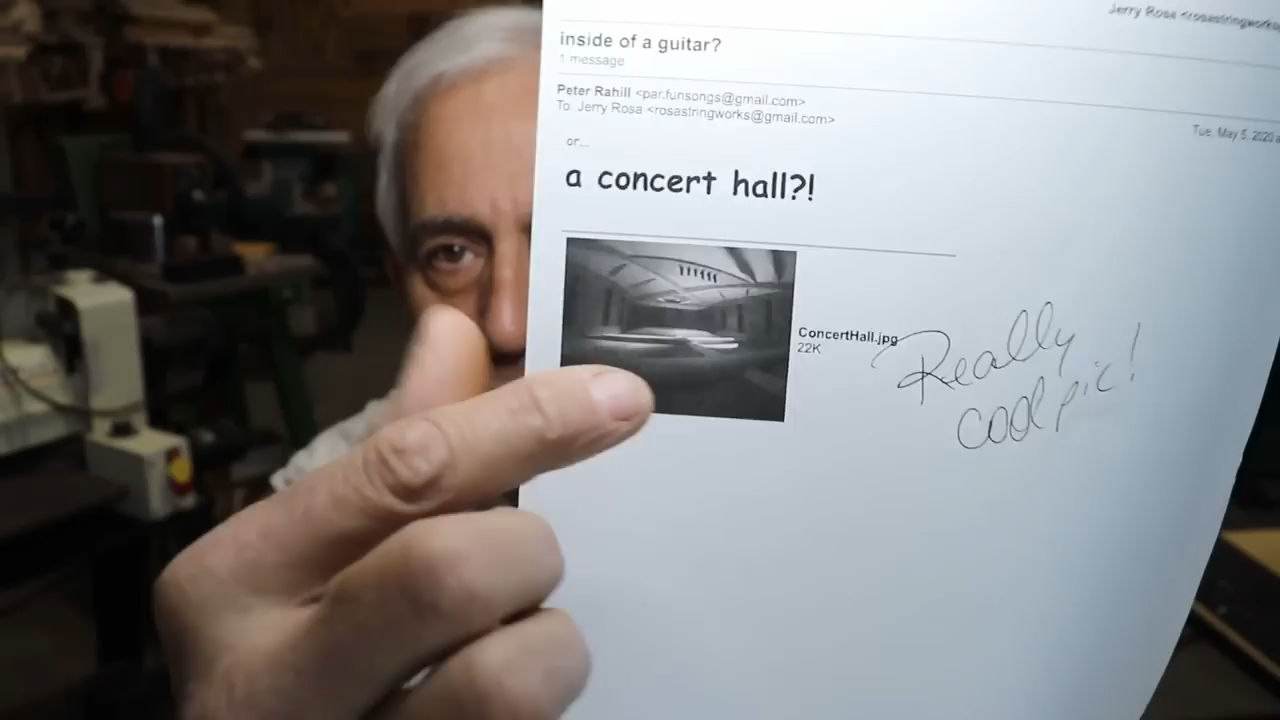 Jerry Rosa <rosastringworks
inside of a guitar?
1 message
Peter Rahill <par.funsongs@gmail.com>
To: Jerry Rosa <rosastringworks@gmail.com>
Tue, May 5, 2020 a
or...
a concert hall?!
ConcertHall.jpg
22K
Really
cool pic!